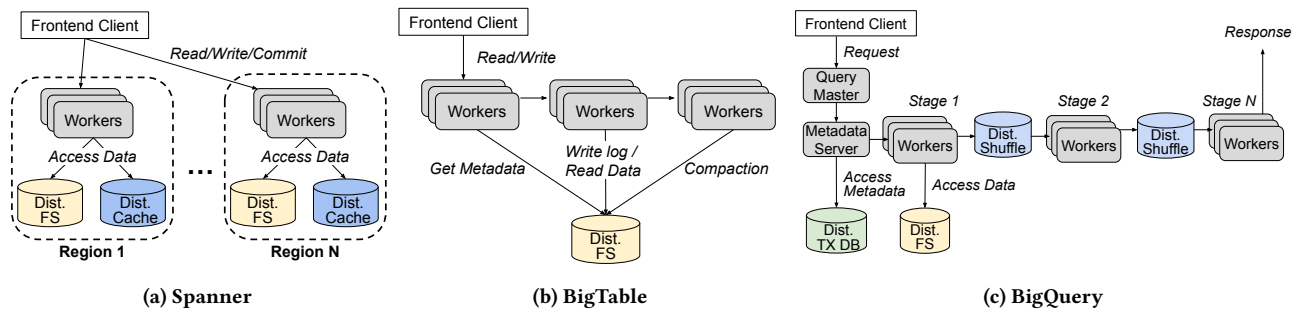 Frontend Client
Read/Write/Commit
Workers
Access Data
Dist.
FS
Dist.
Cache
Region 1
...
Workers
Access Data
Dist.
FS
Dist.
Cache
Region N
(a) Spanner
Frontend Client
Read/Write
Workers
Workers
Workers
Get Metadata
Write log /
Read Data
Compaction
Dist.
FS
(b) BigTable
Frontend Client
Request
Query
Master
Metadata
Server
Access
Metadata
Dist.
TX DB
Stage 1
Workers
Access Data
Dist.
FS
Dist.
Shuffle
Stage 2
Workers
Dist.
Shuffle
Stage N
Workers
Response
(c) BigQuery